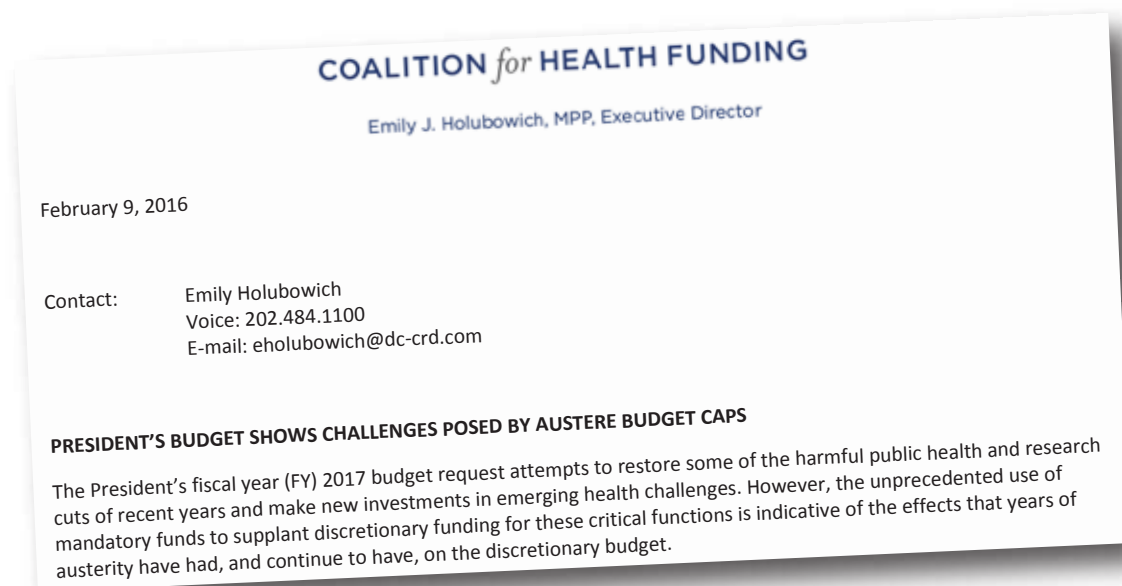 COALITION for HEALTH FUNDING
Emily J. Holubowich, MPP, Executive Director
February 9, 2016
Contact: Emily Holubowich
Voice: 202.484.1100
E-mail: eholubowich@dc-crd.com
PRESIDENT’S BUDGET SHOWS CHALLENGES POSED BY AUSTERE BUDGET CAPS
The President’s fiscal year (FY) 2017 budget request attempts to restore some of the harmful public health and research
cuts of recent years and make new investments in emerging health challenges. However, the unprecedented use of
mandatory funds to supplant discretionary funding for these critical functions is indicative of the effects that years of
austerity have had, and continue to have, on the discretionary budget.